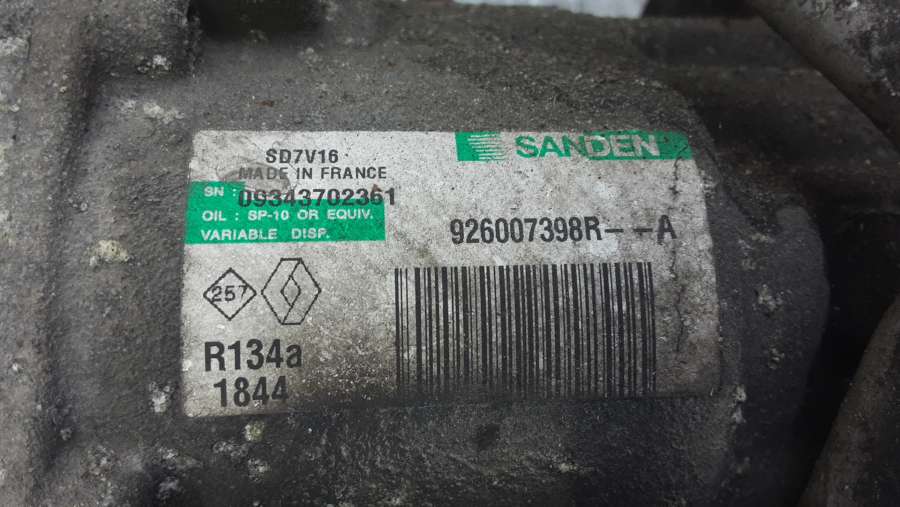 SANDEN
SD7V16
MADE IN FRANCE
SN : 09343702361
OIL : SP-10 OR EQUIV.
VARIABLE DISP.
926007398R--A
257
R134a
1844